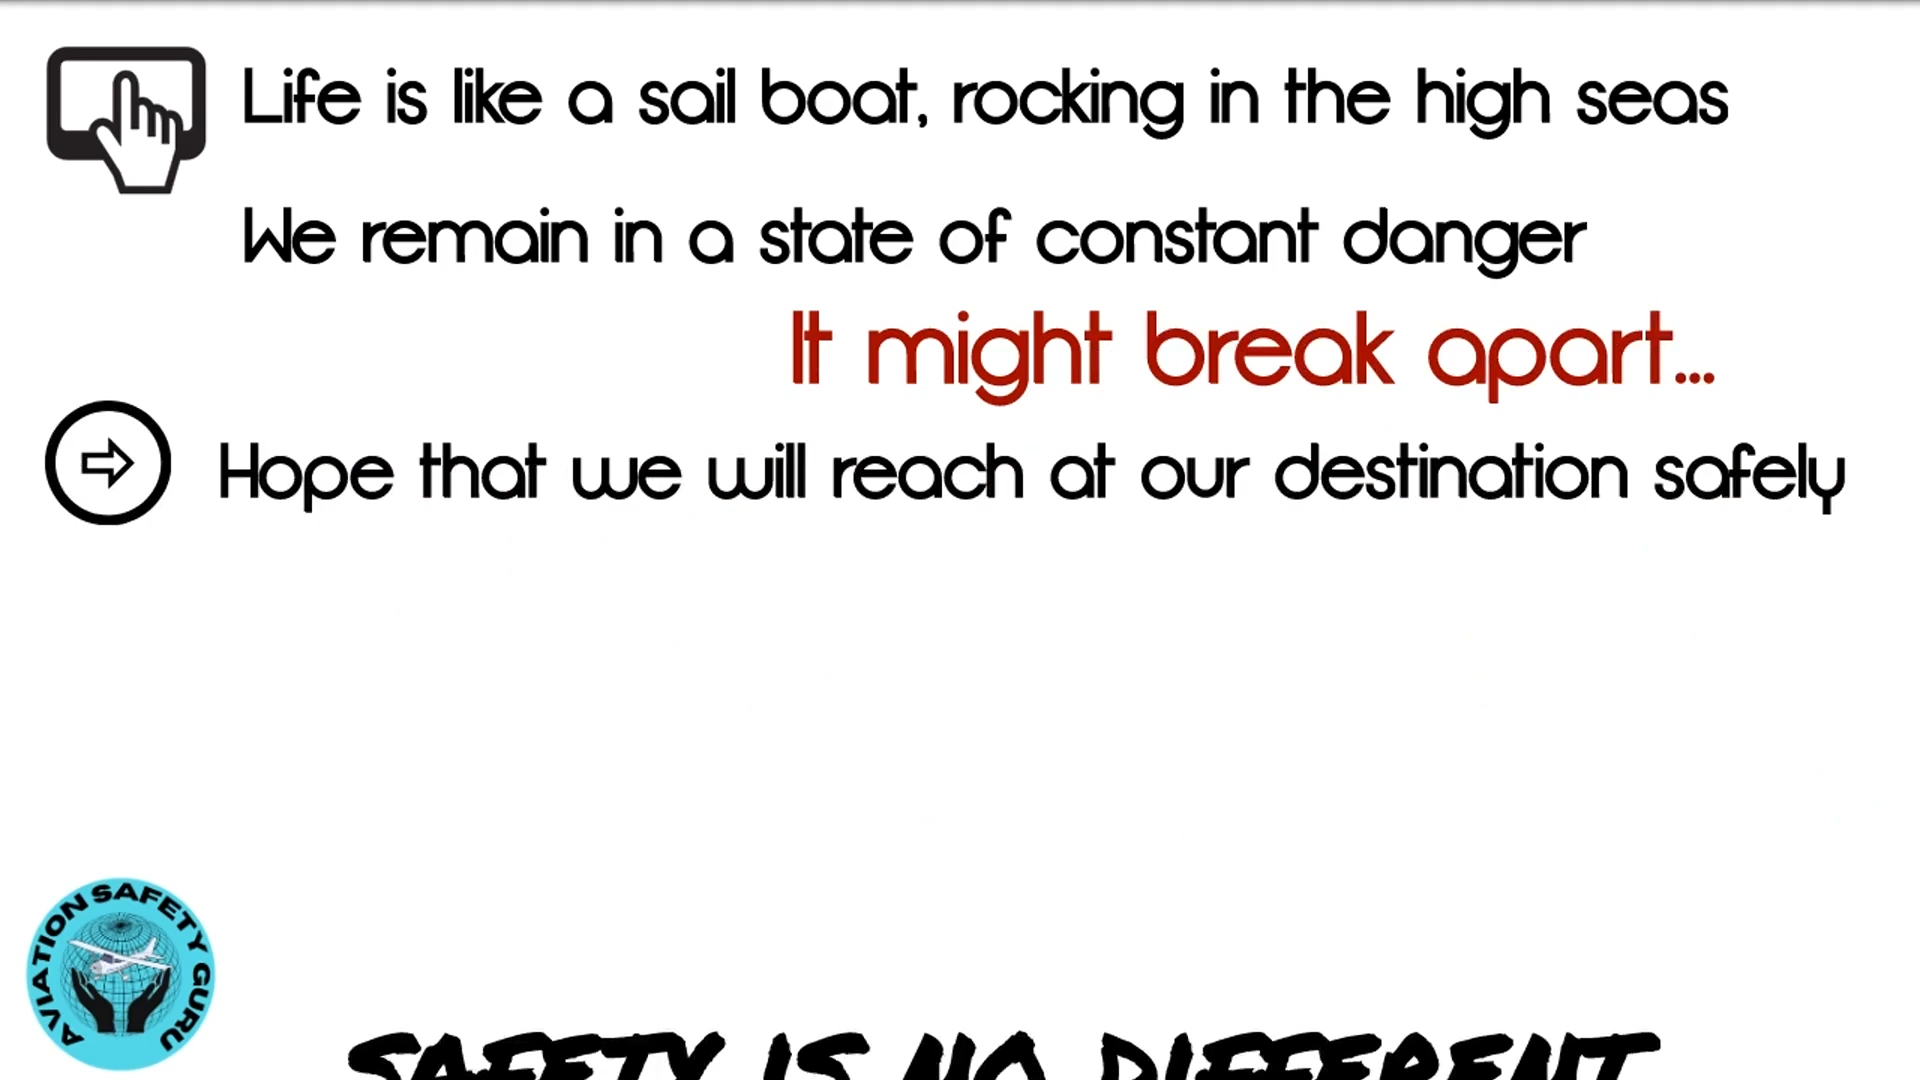 Life is like a sail boat, rocking in the high seas
We remain in a state of constant danger
It might break apart...
Hope that we will reach at our destination safely
AVIATION SAFETY GURU
SAFETY IS NO DIFFERENT